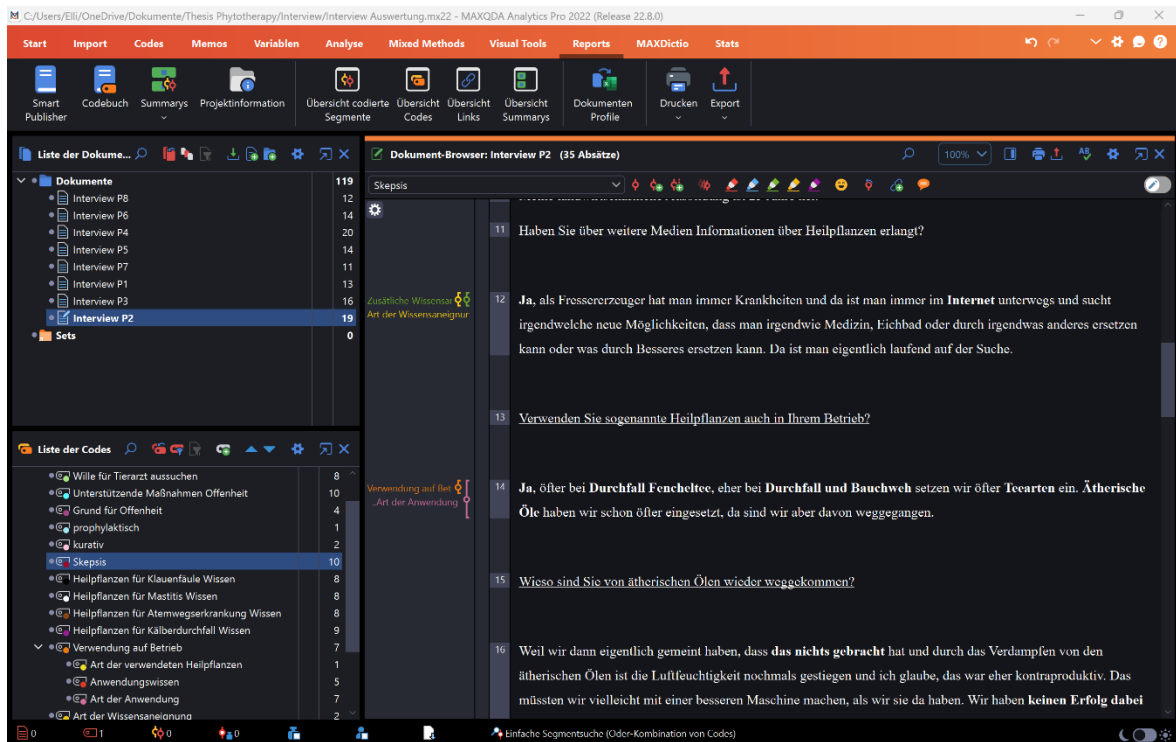 C:/Users/Elli/OneDrive/Dokumente/Thesis Phytotherapy/Interview/Interview Auswertung.mx22 - MAXQDA Analytics Pro 2022 (Release 22.8.0)
Start Import Codes Memos Variablen Analyse Mixed Methods Visual Tools Reports MAXDictio Stats
Smart Publisher
Codebuch
Summarys
Projektinformation
Übersicht codierte Segmente
Übersicht Codes
Übersicht Links
Übersicht Summarys
Dokumenten Profile
Drucken
Export
Liste der Dokume...
Dokumente 119
Interview P8 12
Interview P6 14
Interview P4 20
Interview P5 14
Interview P7 11
Interview P1 13
Interview P3 16
Interview P2 19
Sets 0
Liste der Codes
Wille für Tierarzt aussuchen 8
Unterstützende Maßnahmen Offenheit 10
Grund für Offenheit 4
prophylaktisch 1
kurativ 2
Skepsis 10
Heilpflanzen für Klauenfäule Wissen 8
Heilpflanzen für Mastitis Wissen 8
Heilpflanzen für Atemwegserkrankung Wissen 8
Heilpflanzen für Kälberdurchfall Wissen 9
Verwendung auf Betrieb 7
Art der verwendeten Heilpflanzen 1
Anwendungswissen 5
Art der Anwendung 7
Art der Wissensaneignung 2
Dokument-Browser: Interview P2 (35 Absätze)
100%
Skepsis
11 Haben Sie über weitere Medien Informationen über Heilpflanzen erlangt?
Zusätliche Wissensar
Art der Wissensaneignur
12 Ja, als Fressererzeuger hat man immer Krankheiten und da ist man immer im Internet unterwegs und sucht
irgendwelche neue Möglichkeiten, dass man irgendwie Medizin, Eichbad oder durch irgendwas anderes ersetzen
kann oder was durch Besseres ersetzen kann. Da ist man eigentlich laufend auf der Suche.
13 Verwenden Sie sogenannte Heilpflanzen auch in Ihrem Betrieb?
Verwendung auf Bet
..Art der Anwendung
14 Ja, öfter bei Durchfall Fencheltee, eher bei Durchfall und Bauchweh setzen wir öfter Teearten ein. Ätherische
Öle haben wir schon öfter eingesetzt, da sind wir aber davon weggegangen.
15 Wieso sind Sie von ätherischen Ölen wieder weggekommen?
16 Weil wir dann eigentlich gemeint haben, dass das nichts gebracht hat und durch das Verdampfen von den
ätherischen Ölen ist die Luftfeuchtigkeit nochmals gestiegen und ich glaube, das war eher kontraproduktiv. Das
müssten wir vielleicht mit einer besseren Maschine machen, als wir sie da haben. Wir haben keinen Erfolg dabei
0 1 0 0
Einfache Segmentsuche (Oder-Kombination von Codes)